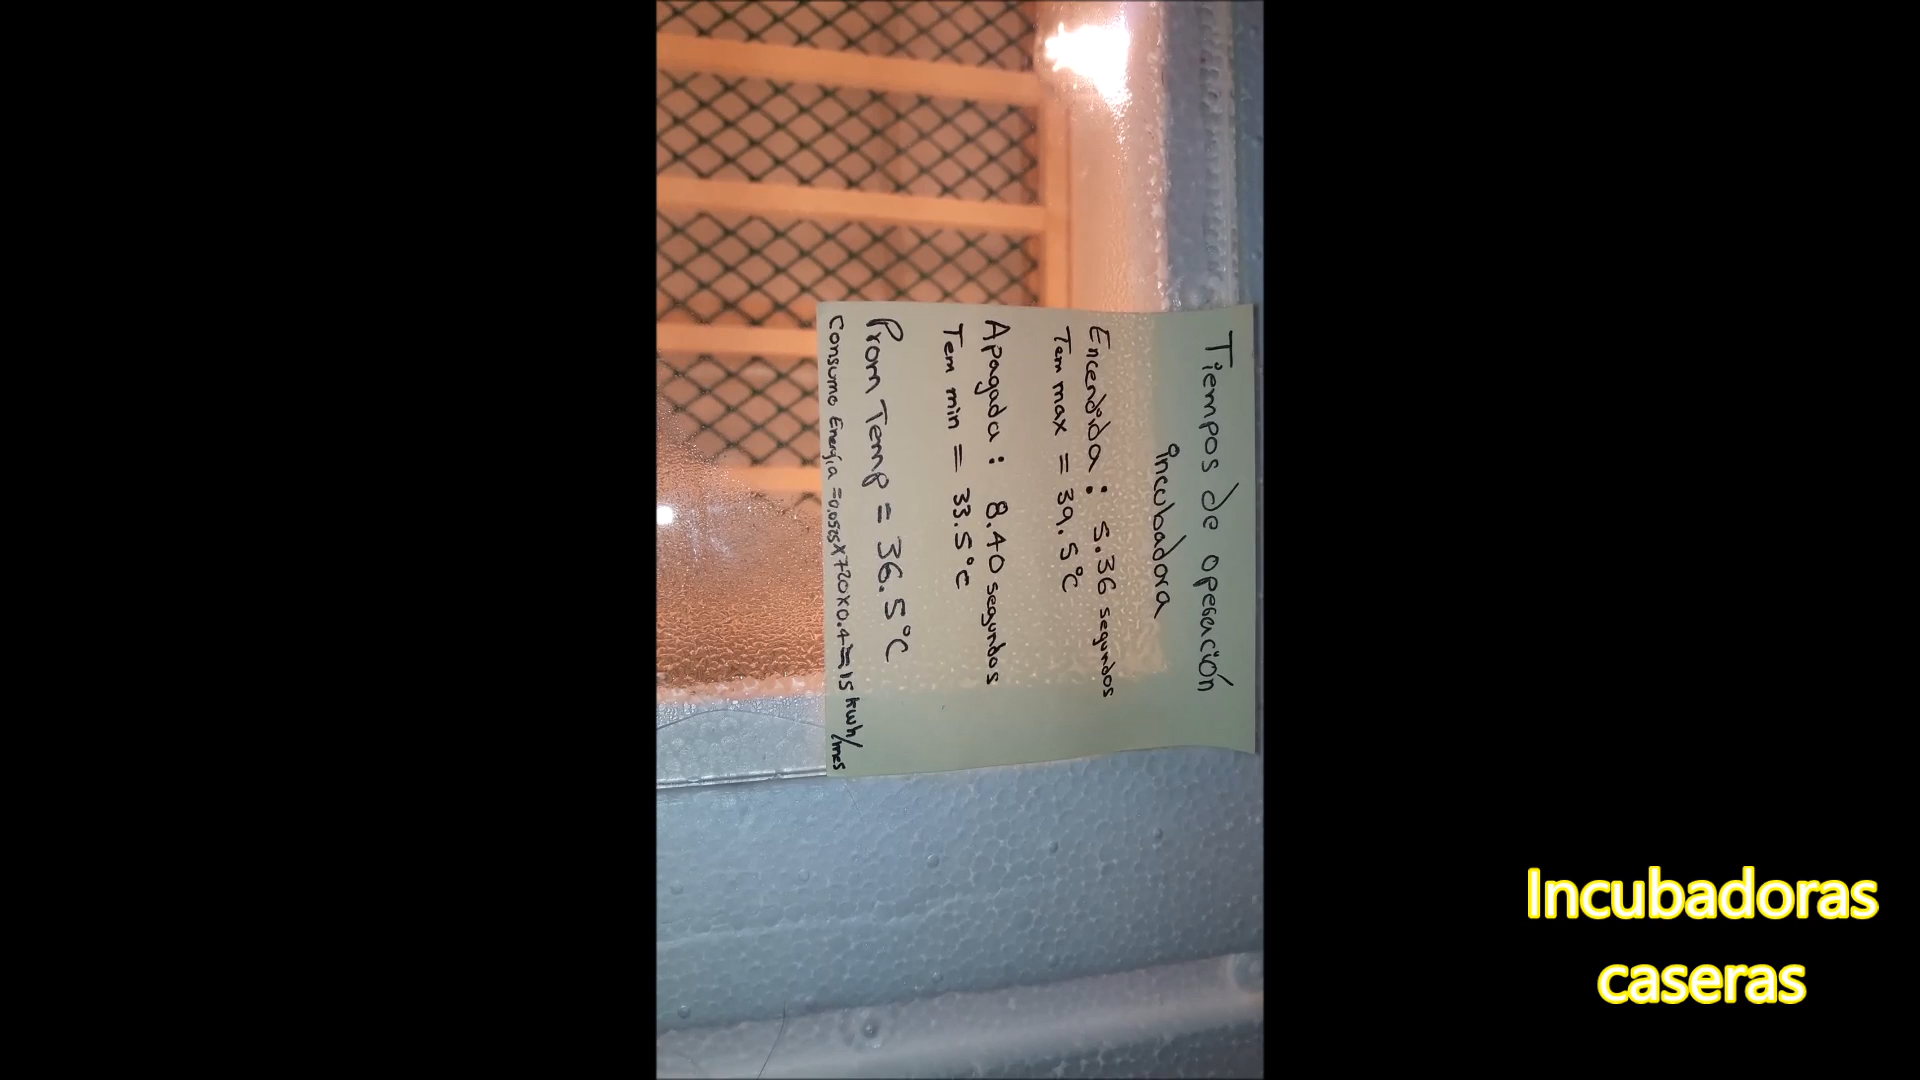 Tiempos de operación
incubadora
Encendida: 5.36 segundos
Tem max = 39.5°C
Apagada: 8.40 segundos
Tem min = 33.5°C
Prom Temp = 36.5°C
Consumo Energía = 0,0525x720x0.4= 15 kwh/mes
Incubadoras
caseras